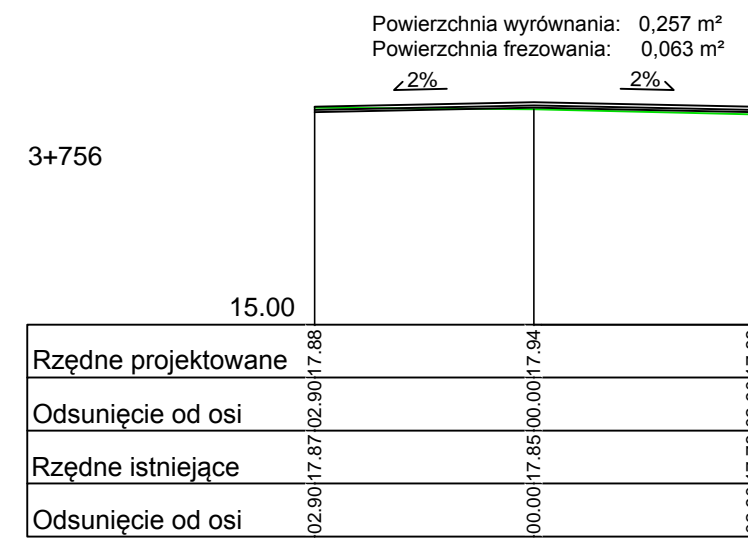 Powierzchnia wyrównania: 0,257 m²
Powierzchnia frezowania: 0,063 m²
2% 2%
3+756
15.00
Rzędne projektowane 17.88 17.94
Odsunięcie od osi -02.90 -00.00
Rzędne istniejące 17.87 17.85
Odsunięcie od osi -02.90 -00.00